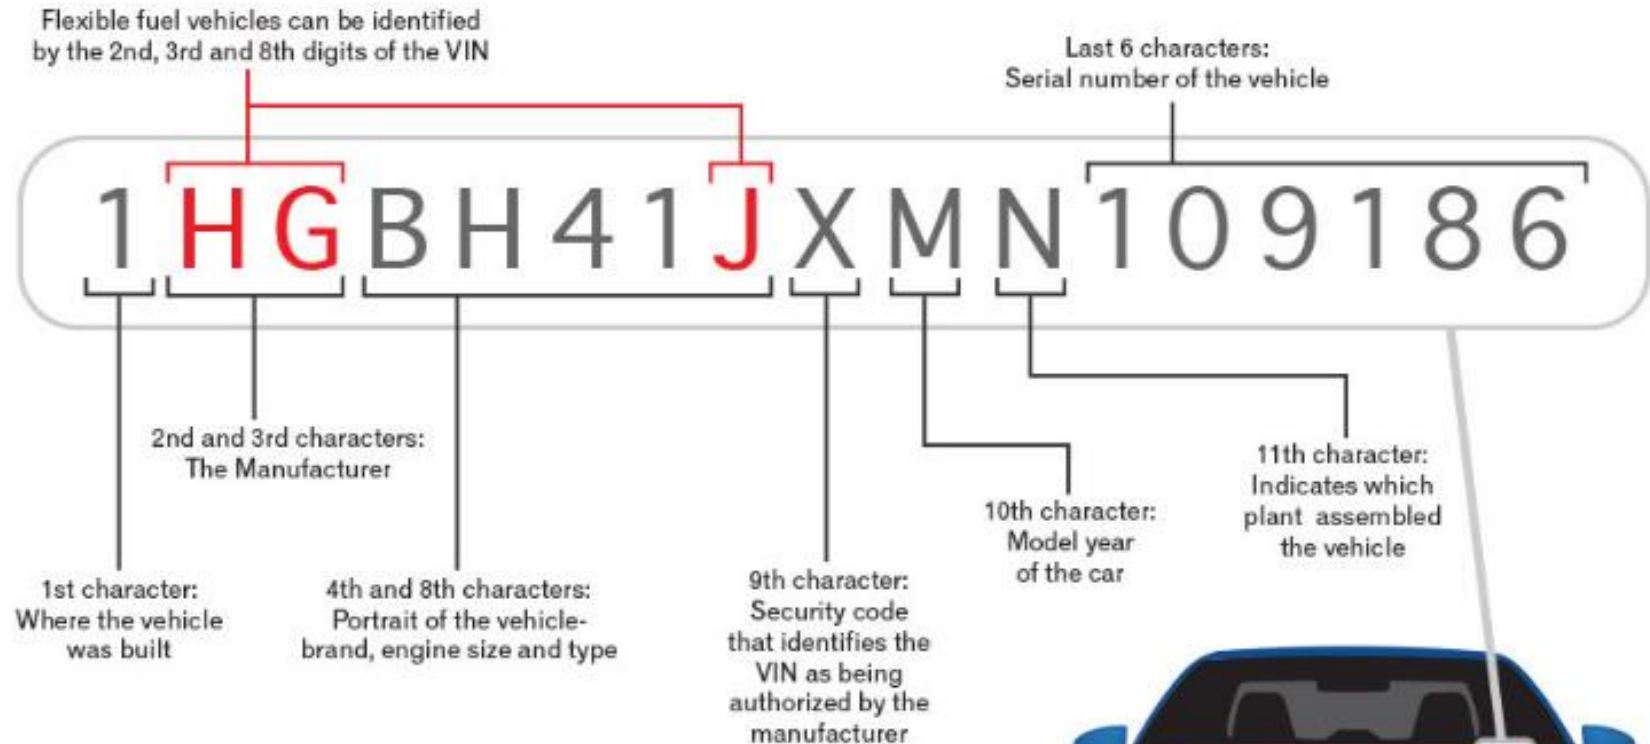 Flexible fuel vehicles can be identified
by the 2nd, 3rd and 8th digits of the VIN
Last 6 characters:
Serial number of the vehicle
1HGBH41JXMN109186
2nd and 3rd characters:
The Manufacturer
1st character:
Where the vehicle
was built
4th and 8th characters:
Portrait of the vehicle-
brand, engine size and type
9th character:
Security code
that identifies the
VIN as being
authorized by the
manufacturer
10th character:
Model year
of the car
11th character:
Indicates which
plant assembled
the vehicle